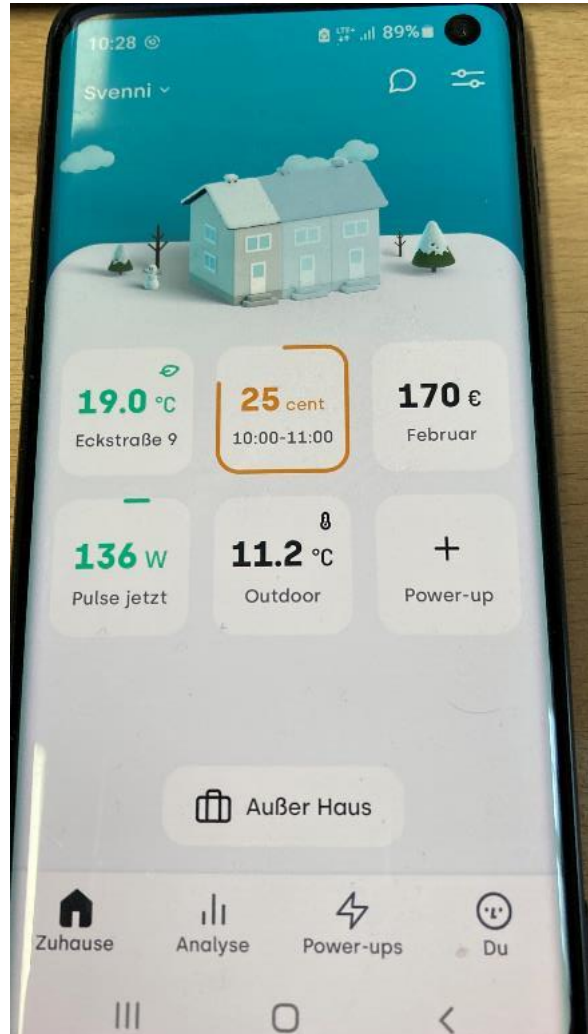 10:28
LTE+ 89%
Svenni
19.0 °C
Eckstraße 9
25 cent
10:00-11:00
170 €
Februar
136 W
Pulse jetzt
11.2 °C
Outdoor
+
Power-up
Außer Haus
Zuhause
Analyse
Power-ups
Du